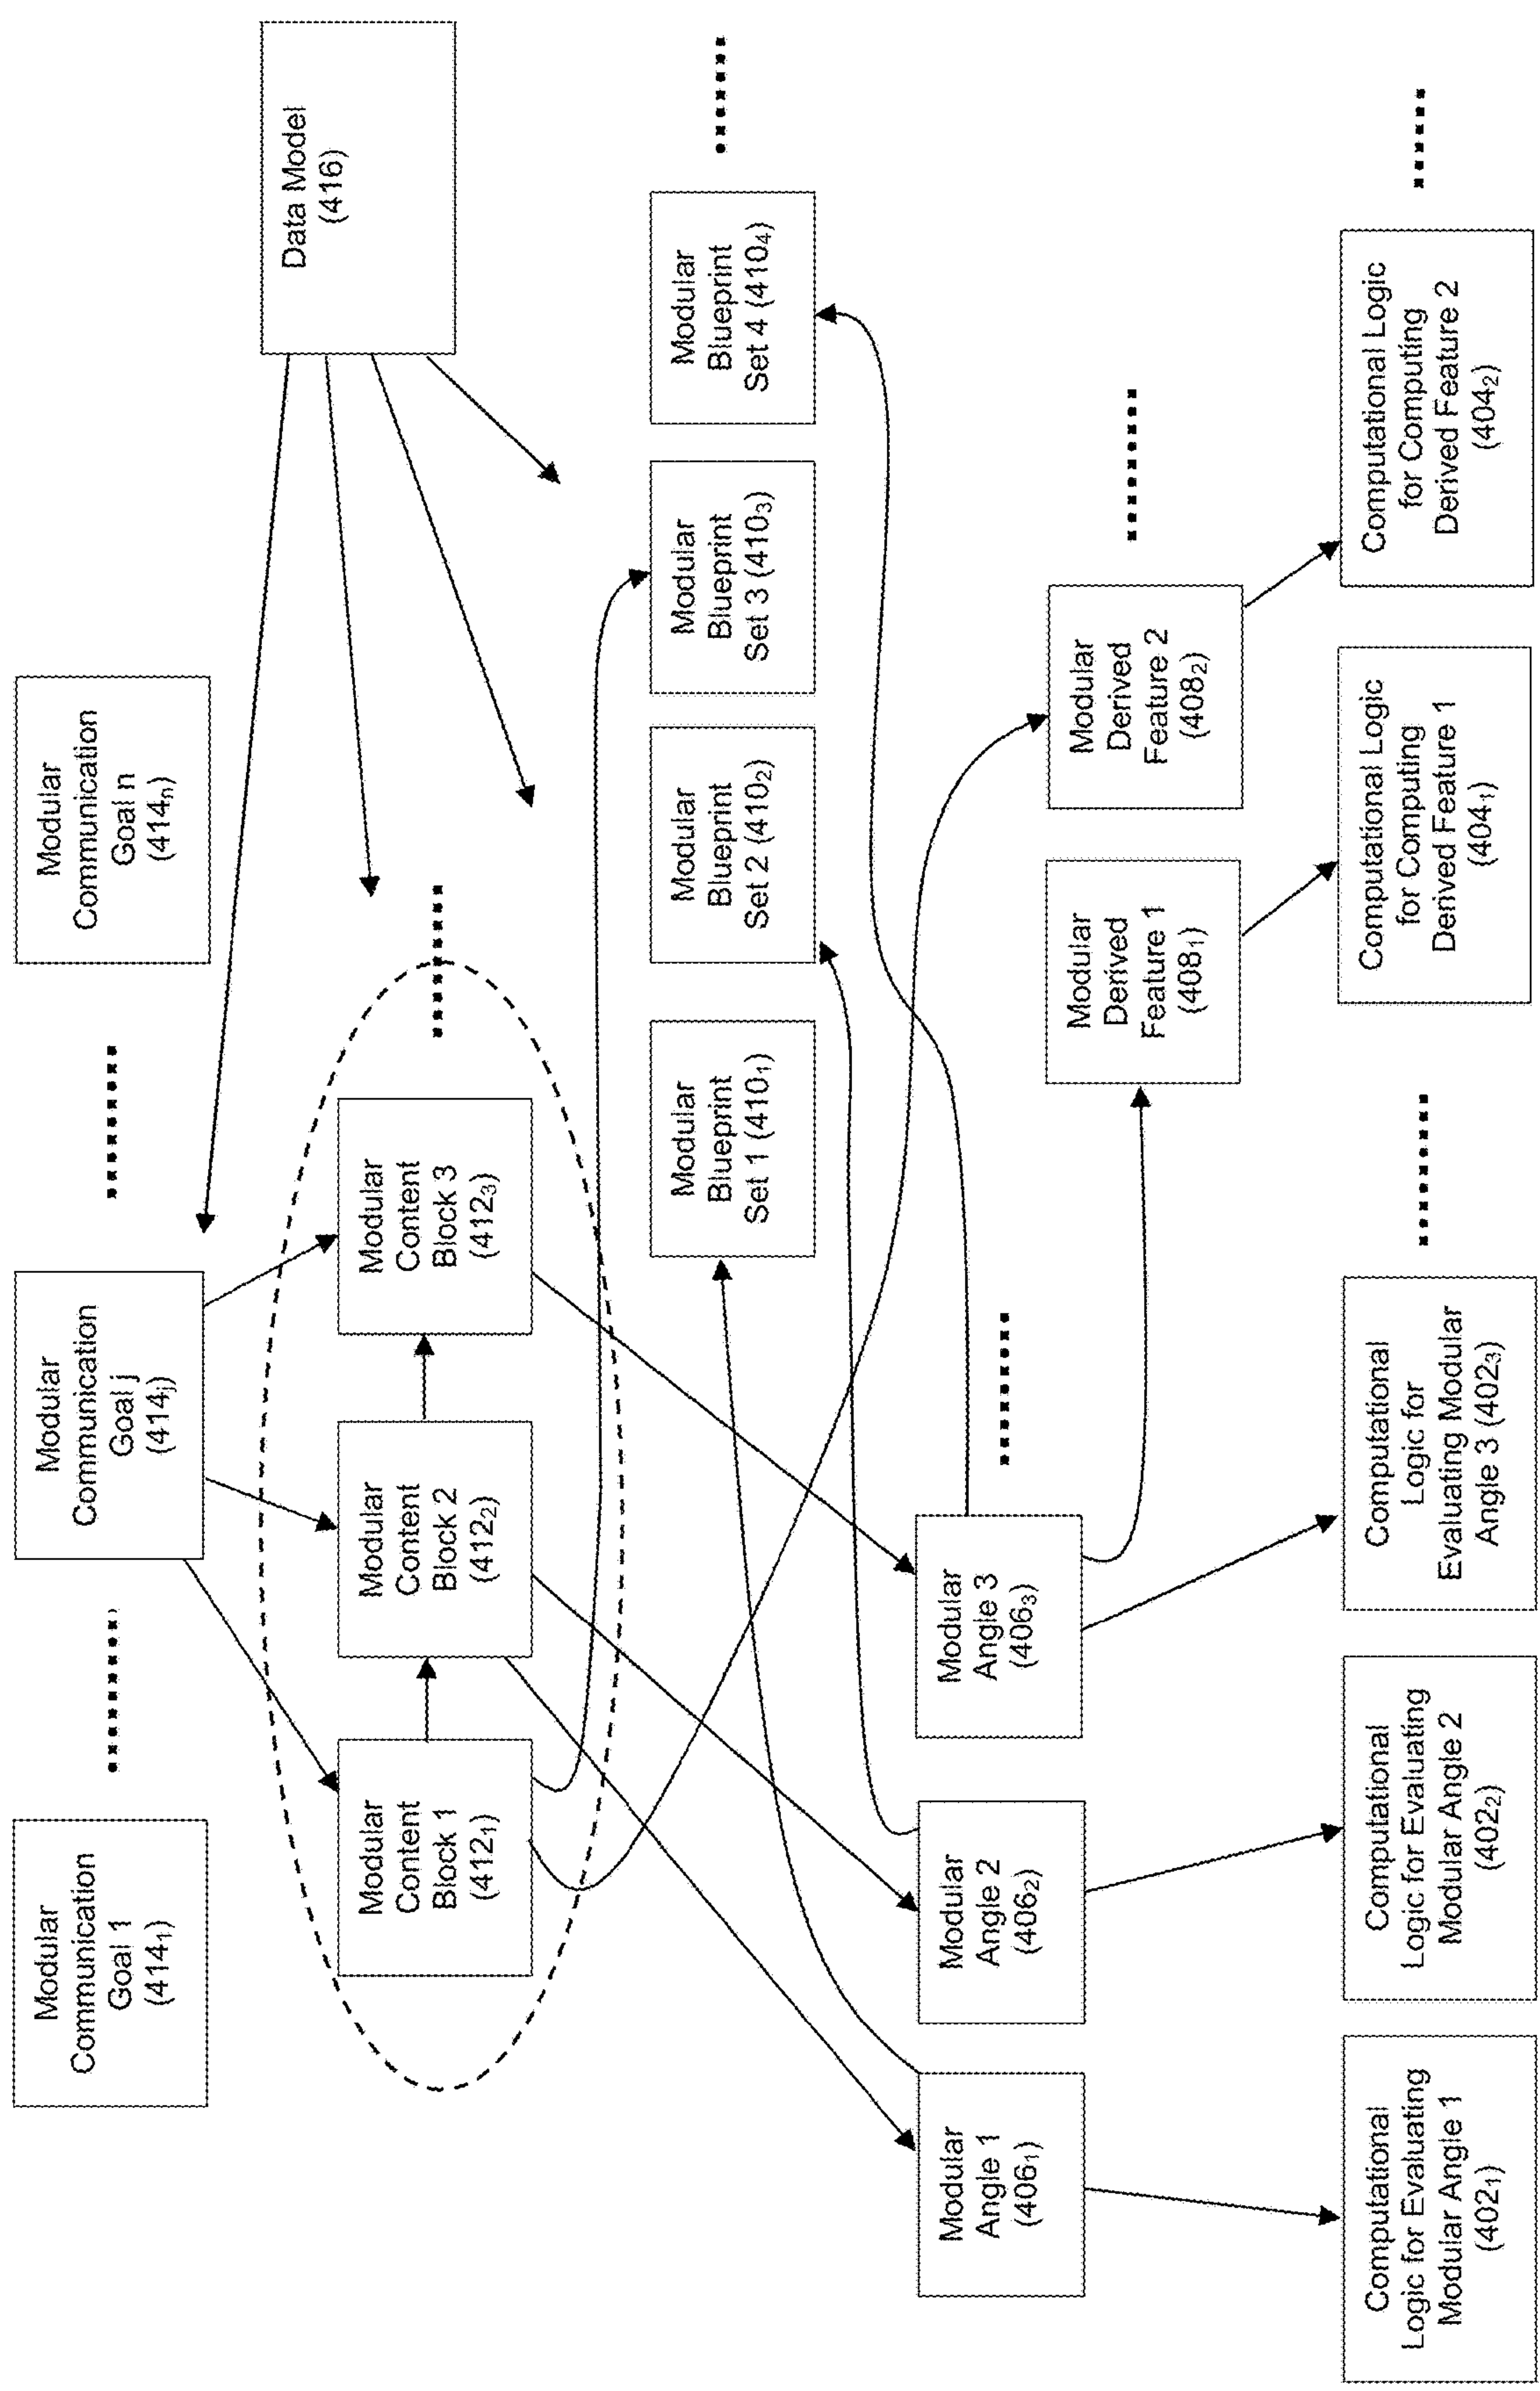 Modular
Communication
Goal 1
(414₁)
Modular
Communication
Goal j
(414ⱼ)
Modular
Communication
Goal n
(414ₙ)
Data Model
(416)
Modular
Content
Block 1
(412₁)
Modular
Content
Block 2
(412₂)
Modular
Content
Block 3
(412₃)
Modular
Blueprint
Set 1 (410₁)
Modular
Blueprint
Set 2 (410₂)
Modular
Blueprint
Set 3 (410₃)
Modular
Blueprint
Set 4 (410₄)
Modular
Angle 1
(406₁)
Modular
Angle 2
(406₂)
Modular
Angle 3
(406₃)
Modular
Derived
Feature 1
(408₁)
Modular
Derived
Feature 2
(408₂)
Computational
Logic for Evaluating
Modular Angle 1
(402₁)
Computational
Logic for Evaluating
Modular Angle 2
(402₂)
Computational
Logic for
Evaluating Modular
Angle 3 (402₃)
Computational Logic
for Computing
Derived Feature 1
(404₁)
Computational Logic
for Computing
Derived Feature 2
(404₂)